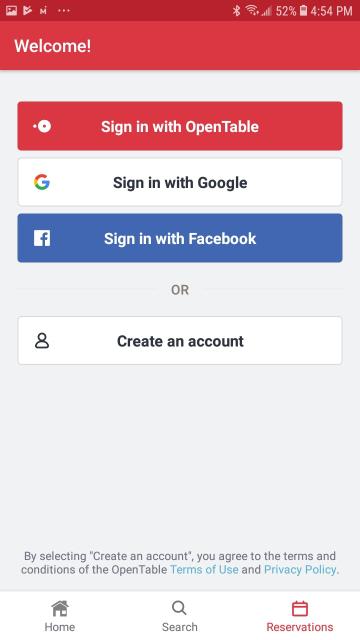 52% 4:54 PM
Welcome!
Sign in with OpenTable
Sign in with Google
Sign in with Facebook
OR
Create an account
By selecting "Create an account", you agree to the terms and
conditions of the OpenTable Terms of Use and Privacy Policy.
Home Search Reservations